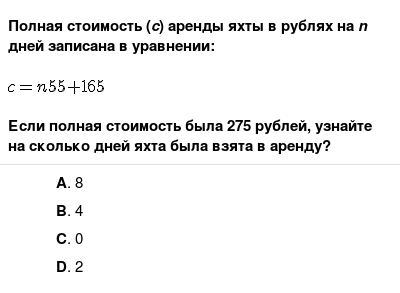 Полная стоимость (c) аренды яхты в рублях на n
дней записана в уравнении:
c = n55+165
Если полная стоимость была 275 рублей, узнайте
на сколько дней яхта была взята в аренду?
A. 8
B. 4
C. 0
D. 2